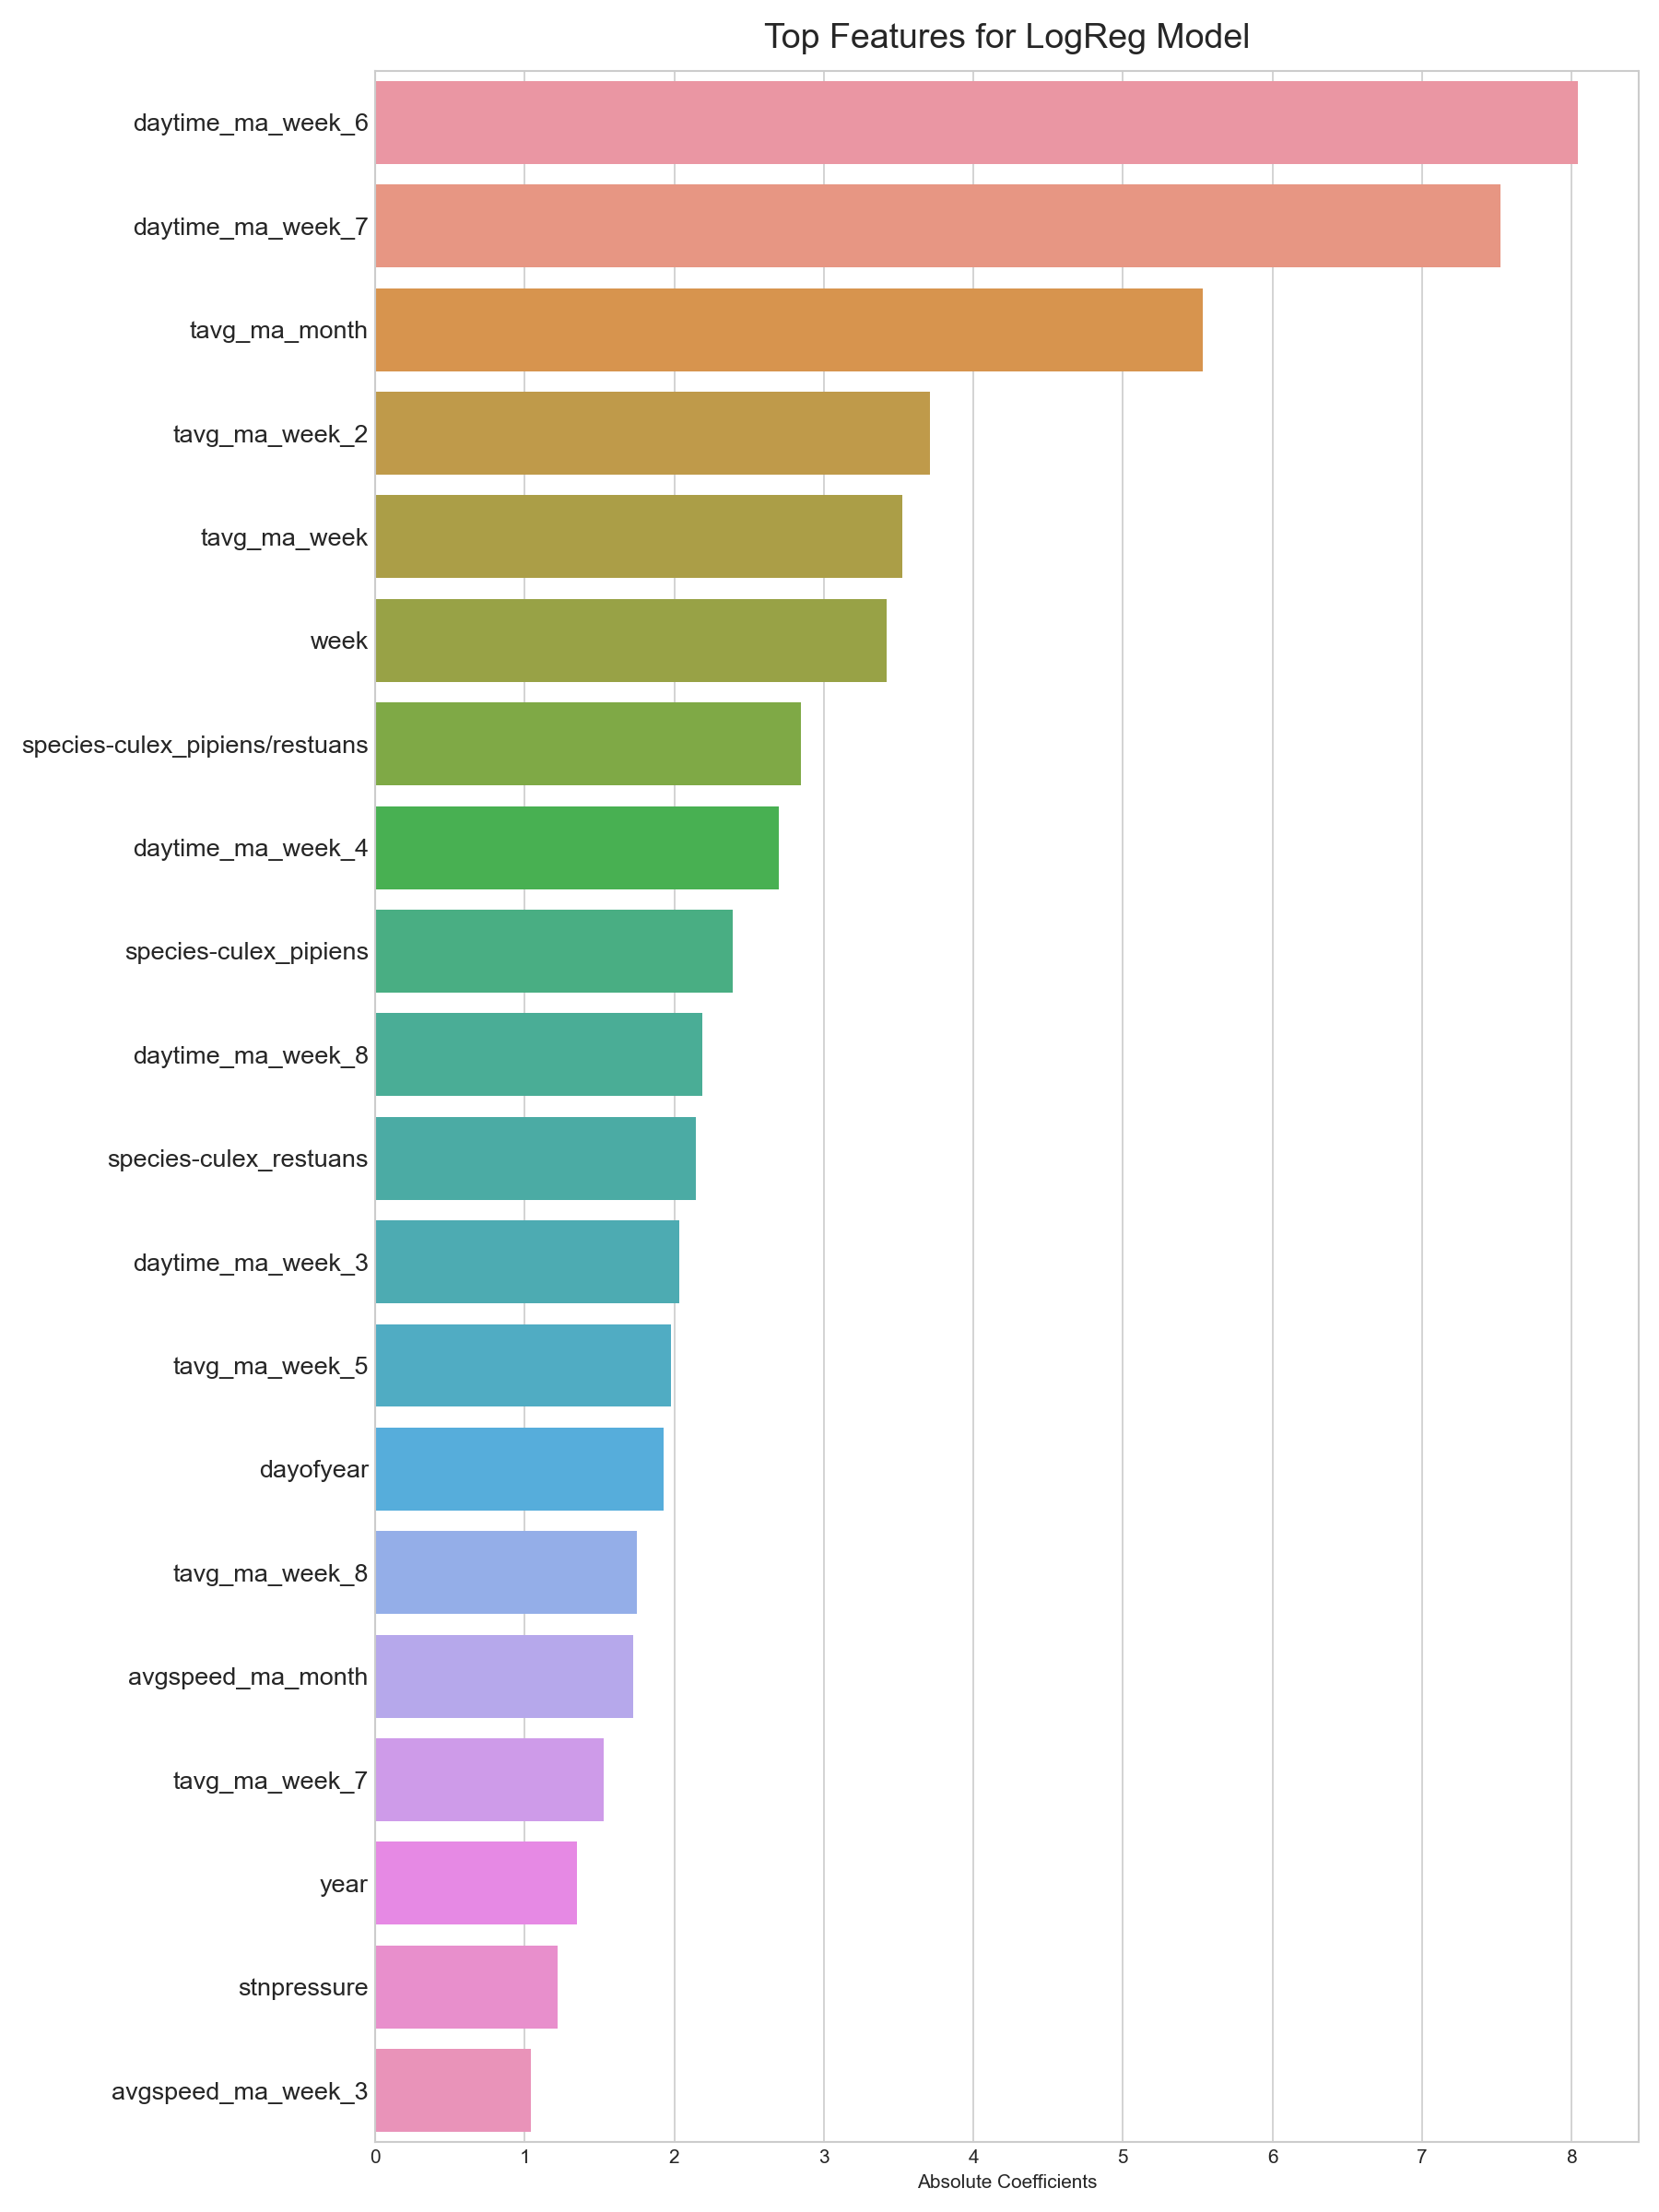 Top Features for LogReg Model
daytime_ma_week_6
daytime_ma_week_7
tavg_ma_month
tavg_ma_week_2
tavg_ma_week
week
species-culex_pipiens/restuans
daytime_ma_week_4
species-culex_pipiens
daytime_ma_week_8
species-culex_restuans
daytime_ma_week_3
tavg_ma_week_5
dayofyear
tavg_ma_week_8
avgspeed_ma_month
tavg_ma_week_7
year
stnpressure
avgspeed_ma_week_3
0 1 2 3 4 5 6 7 8
Absolute Coefficients